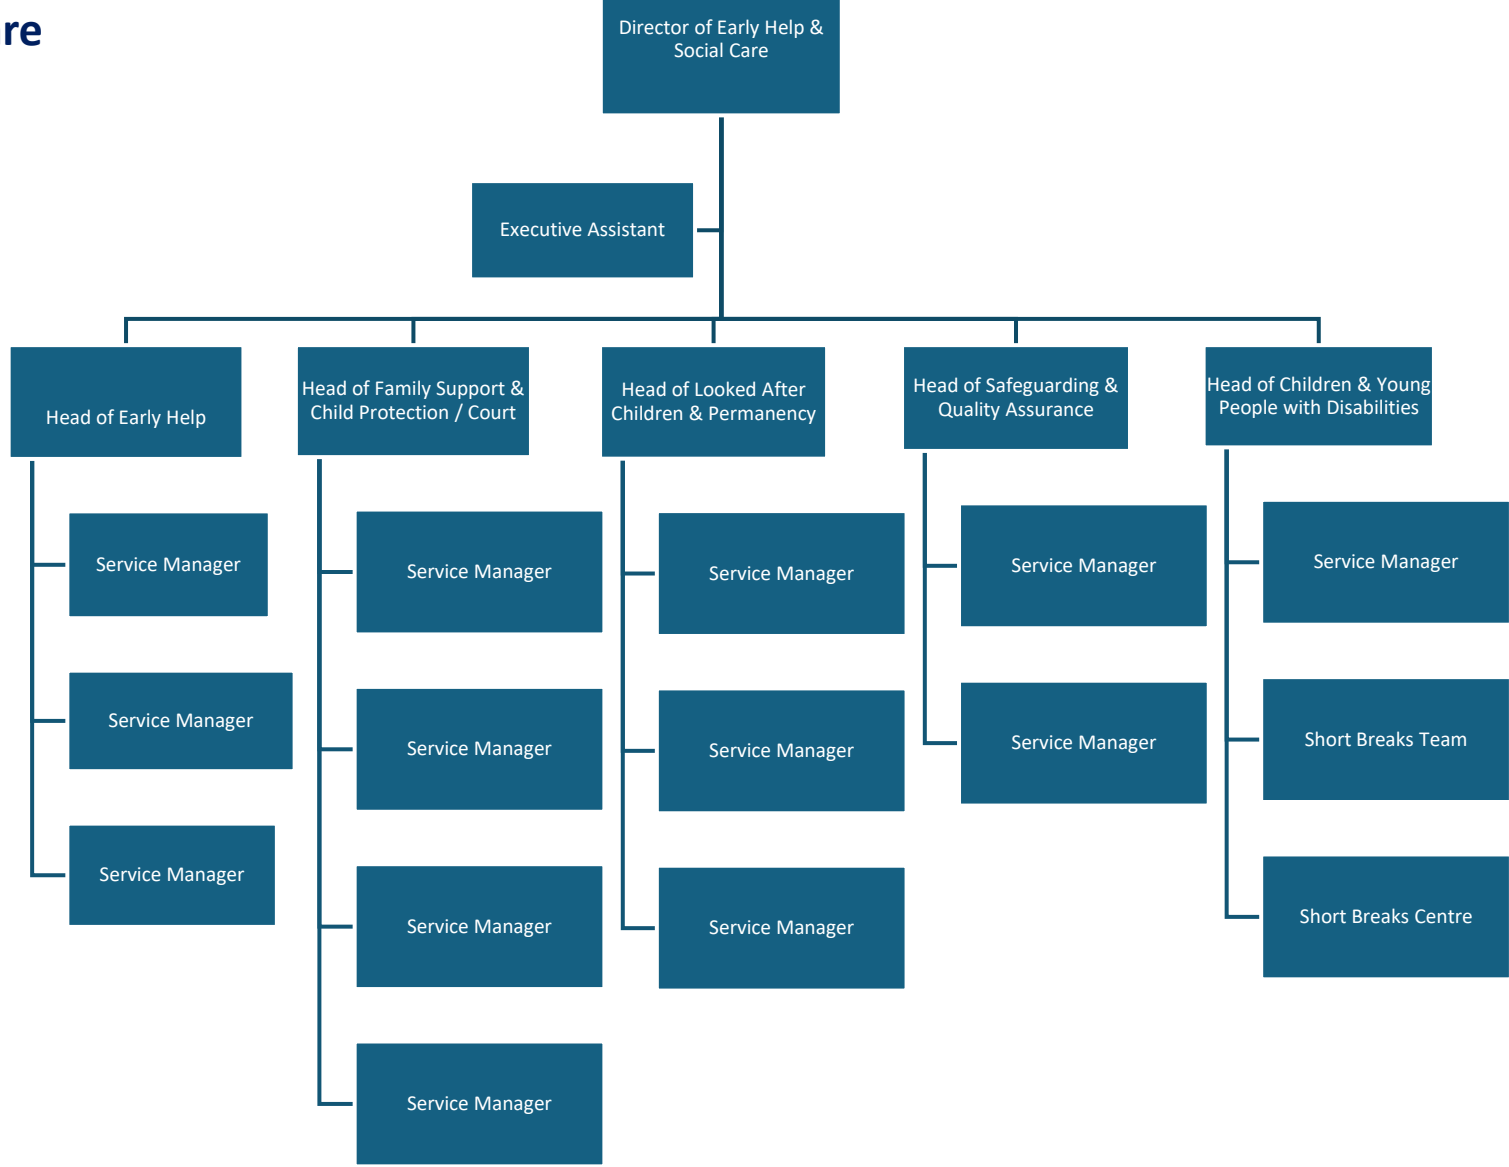 re
Director of Early Help &
Social Care
Executive Assistant
Head of Early Help
Head of Family Support &
Child Protection / Court
Head of Looked After
Children & Permanency
Head of Safeguarding &
Quality Assurance
Head of Children & Young
People with Disabilities
Service Manager
Service Manager
Service Manager
Service Manager
Service Manager
Service Manager
Service Manager
Service Manager
Service Manager
Service Manager
Service Manager
Service Manager
Service Manager
Short Breaks Team
Short Breaks Centre